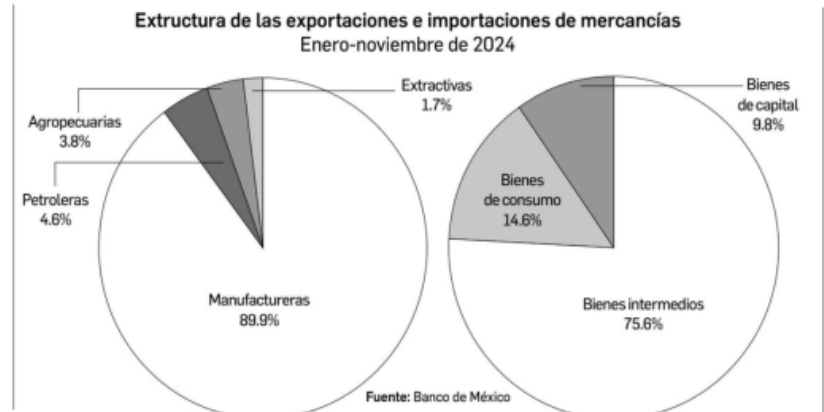 Extructura de las exportaciones e importaciones de mercancías
Enero-noviembre de 2024
Extractivas
1.7%
Agropecuarias
3.8%
Petroleras
4.6%
Manufactureras
89.9%
Bienes
de capital
9.8%
Bienes
de consumo
14.6%
Bienes intermedios
75.6%
Fuente: Banco de México